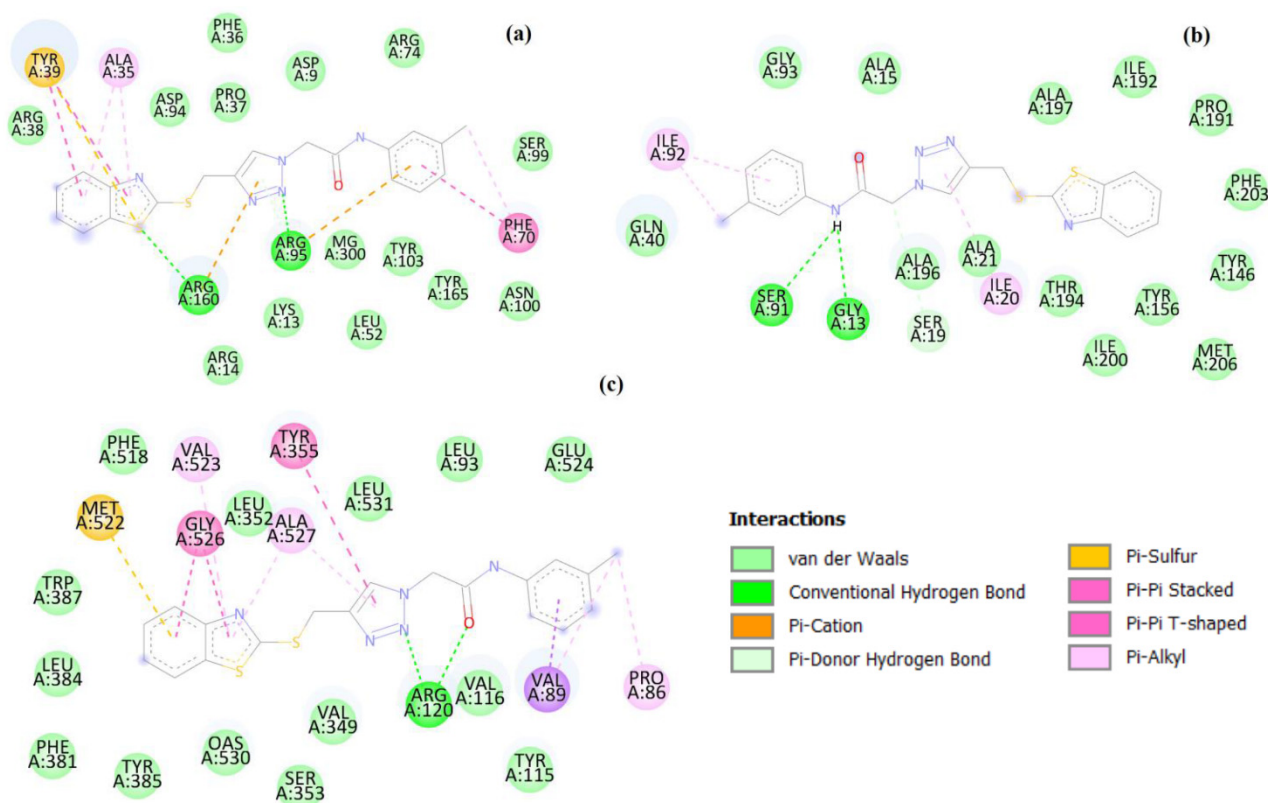 (a)
PHE
A:36
ARG
A:74
TYR
A:39
ALA
A:35
ASP
A:9
ASP
A:94
PRO
A:37
ARG
A:38
SER
A:99
N
S
S
N
N
N
O
N
ARG
A:95
MG
A:300
TYR
A:103
PHE
A:70
ARG
A:160
TYR
A:165
ASN
A:100
LYS
A:13
LEU
A:52
ARG
A:14
(b)
GLY
A:93
ALA
A:15
ILE
A:192
ALA
A:197
PRO
A:191
ILE
A:92
PHE
A:203
GLN
A:40
O
N
H
N
N
N
S
S
N
ALA
A:196
ALA
A:21
TYR
A:146
SER
A:91
GLY
A:13
ILE
A:20
THR
A:194
TYR
A:156
SER
A:19
ILE
A:200
MET
A:206
(c)
PHE
A:518
VAL
A:523
TYR
A:355
LEU
A:93
GLU
A:524
MET
A:522
GLY
A:526
LEU
A:352
ALA
A:527
LEU
A:531
TRP
A:387
N
S
S
N
N
N
O
N
LEU
A:384
ARG
A:120
VAL
A:116
VAL
A:89
PRO
A:86
VAL
A:349
PHE
A:381
TYR
A:385
OAS
A:530
SER
A:353
TYR
A:115
Interactions
van der Waals
Conventional Hydrogen Bond
Pi-Cation
Pi-Donor Hydrogen Bond
Pi-Sulfur
Pi-Pi Stacked
Pi-Pi T-shaped
Pi-Alkyl